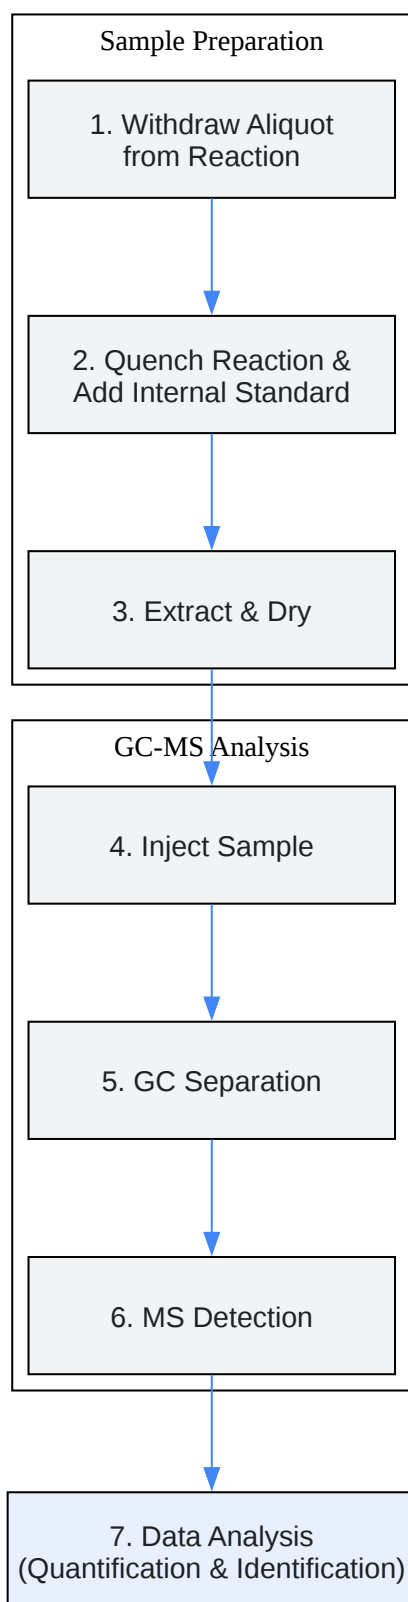 Sample Preparation
1. Withdraw Aliquot
from Reaction
2. Quench Reaction &
Add Internal Standard
3. Extract & Dry
GC-MS Analysis
4. Inject Sample
5. GC Separation
6. MS Detection
7. Data Analysis
(Quantification & Identification)